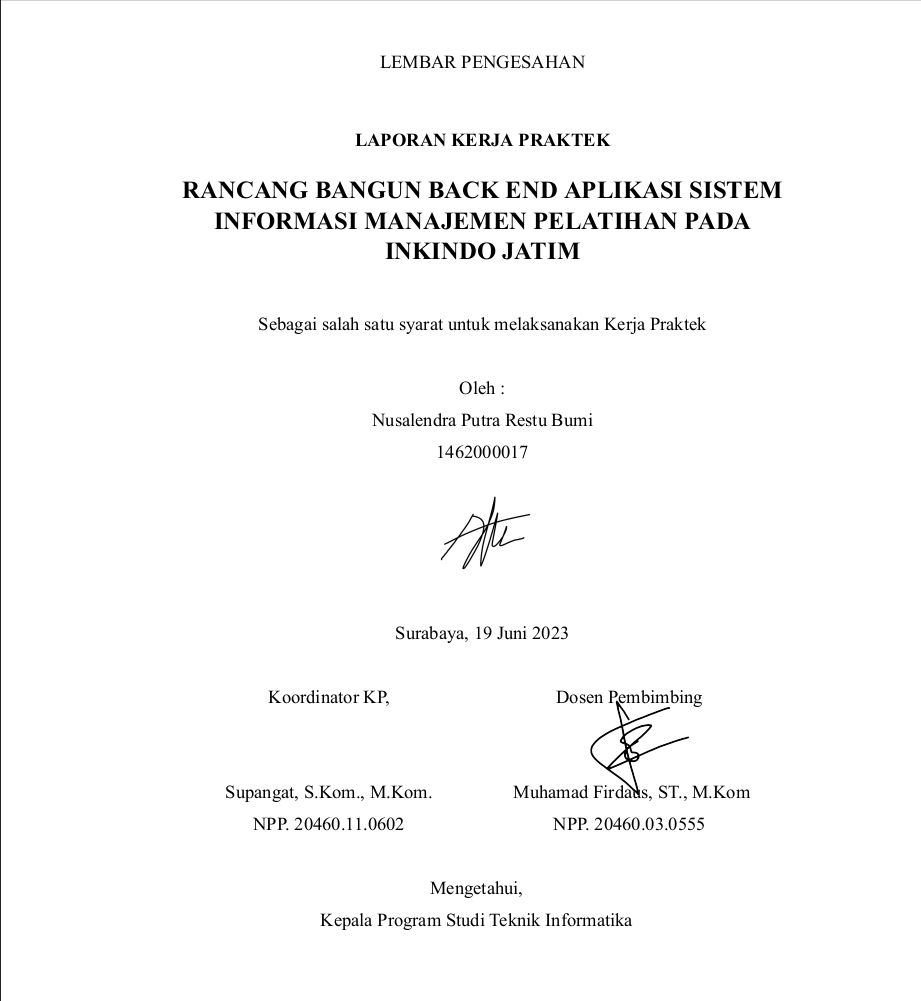 LEMBAR PENGESAHAN
LAPORAN KERJA PRAKTEK
RANCANG BANGUN BACK END APLIKASI SISTEM
INFORMASI MANAJEMEN PELATIHAN PADA
INKINDO JATIM
Sebagai salah satu syarat untuk melaksanakan Kerja Praktek
Oleh :
Nusalendra Putra Restu Bumi
1462000017
Surabaya, 19 Juni 2023
Koordinator KP,
Dosen Pembimbing
Supangat, S.Kom., M.Kom.
Muhamad Firdaus, ST., M.Kom
NPP. 20460.11.0602
NPP. 20460.03.0555
Mengetahui,
Kepala Program Studi Teknik Informatika